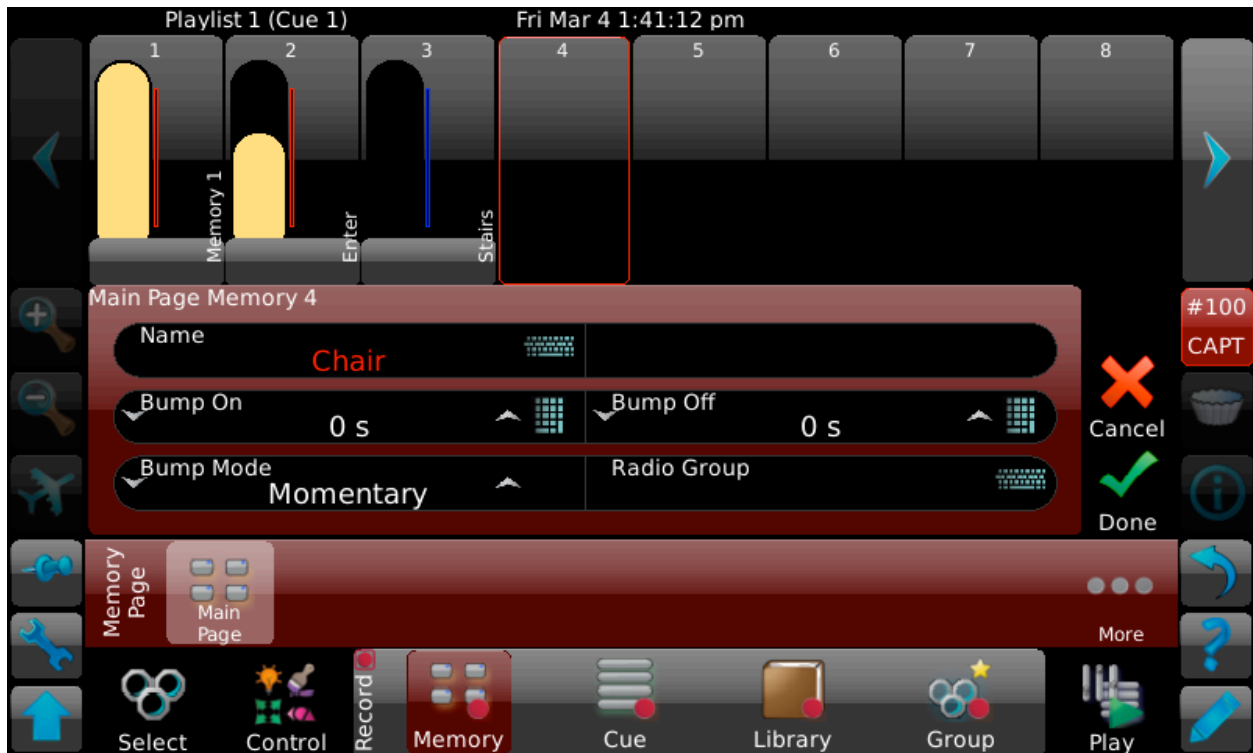 Playlist 1 (Cue 1)
Fri Mar 4 1:41:12 pm
1
2
3
4
5
6
7
8
Memory 1
Enter
Stairs
Main Page Memory 4
#100
CAPT
Name
Chair
Bump On
0 s
Bump Off
0 s
Cancel
Bump Mode
Momentary
Radio Group
Done
Memory
Page
Main
Page
More
Select
Control
Record
Memory
Cue
Library
Group
Play